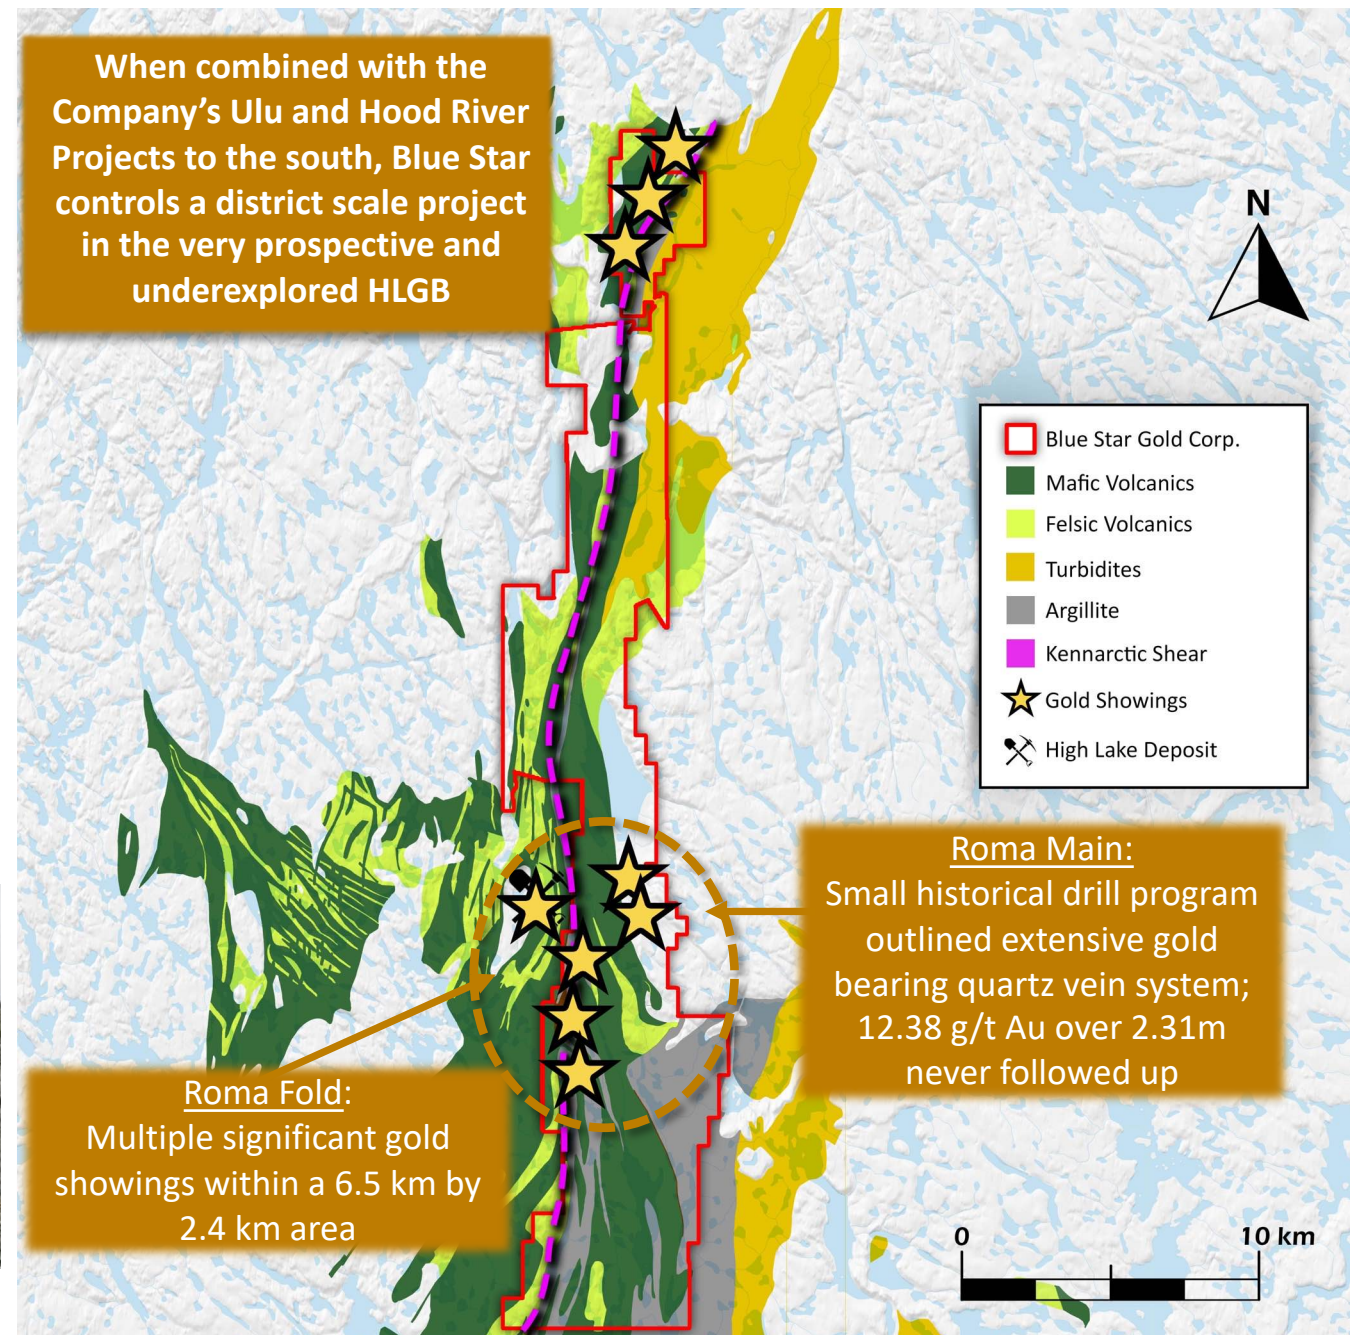 When combined with the
Company's Ulu and Hood River
Projects to the south, Blue Star
controls a district scale project
in the very prospective and
underexplored HLGB
N
Blue Star Gold Corp.
Mafic Volcanics
Felsic Volcanics
Turbidites
Argillite
Kennarctic Shear
Gold Showings
High Lake Deposit
Roma Main:
Small historical drill program
outlined extensive gold
bearing quartz vein system;
12.38 g/t Au over 2.31m
never followed up
Roma Fold:
Multiple significant gold
showings within a 6.5 km by
2.4 km area
0 10 km